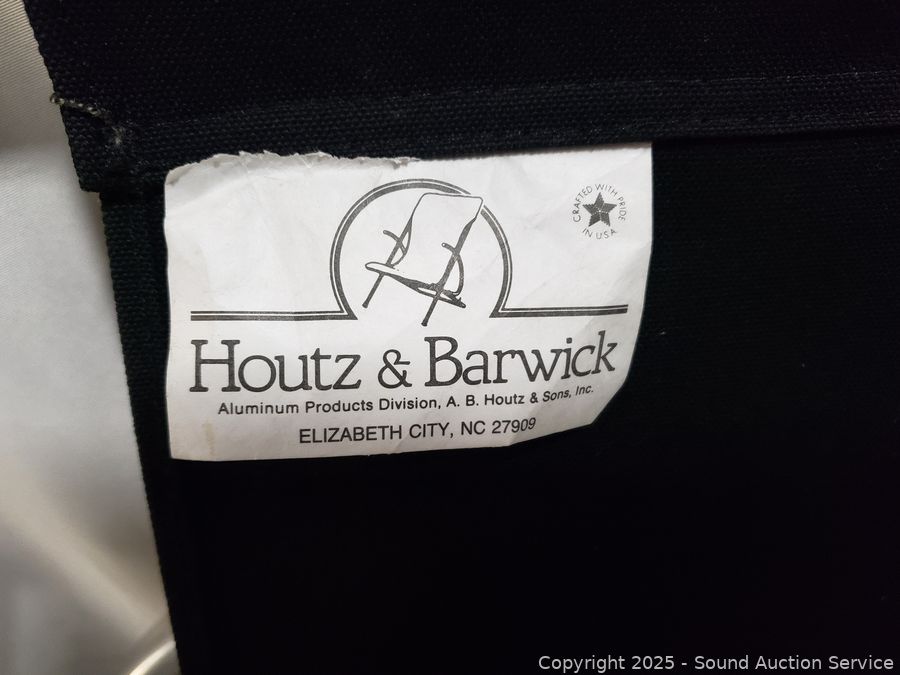 CRAFTED WITH PRIDE
IN USA
Houtz & Barwick
Aluminum Products Division, A. B. Houtz & Sons, Inc.
ELIZABETH CITY, NC 27909
Copyright 2025 - Sound Auction Service